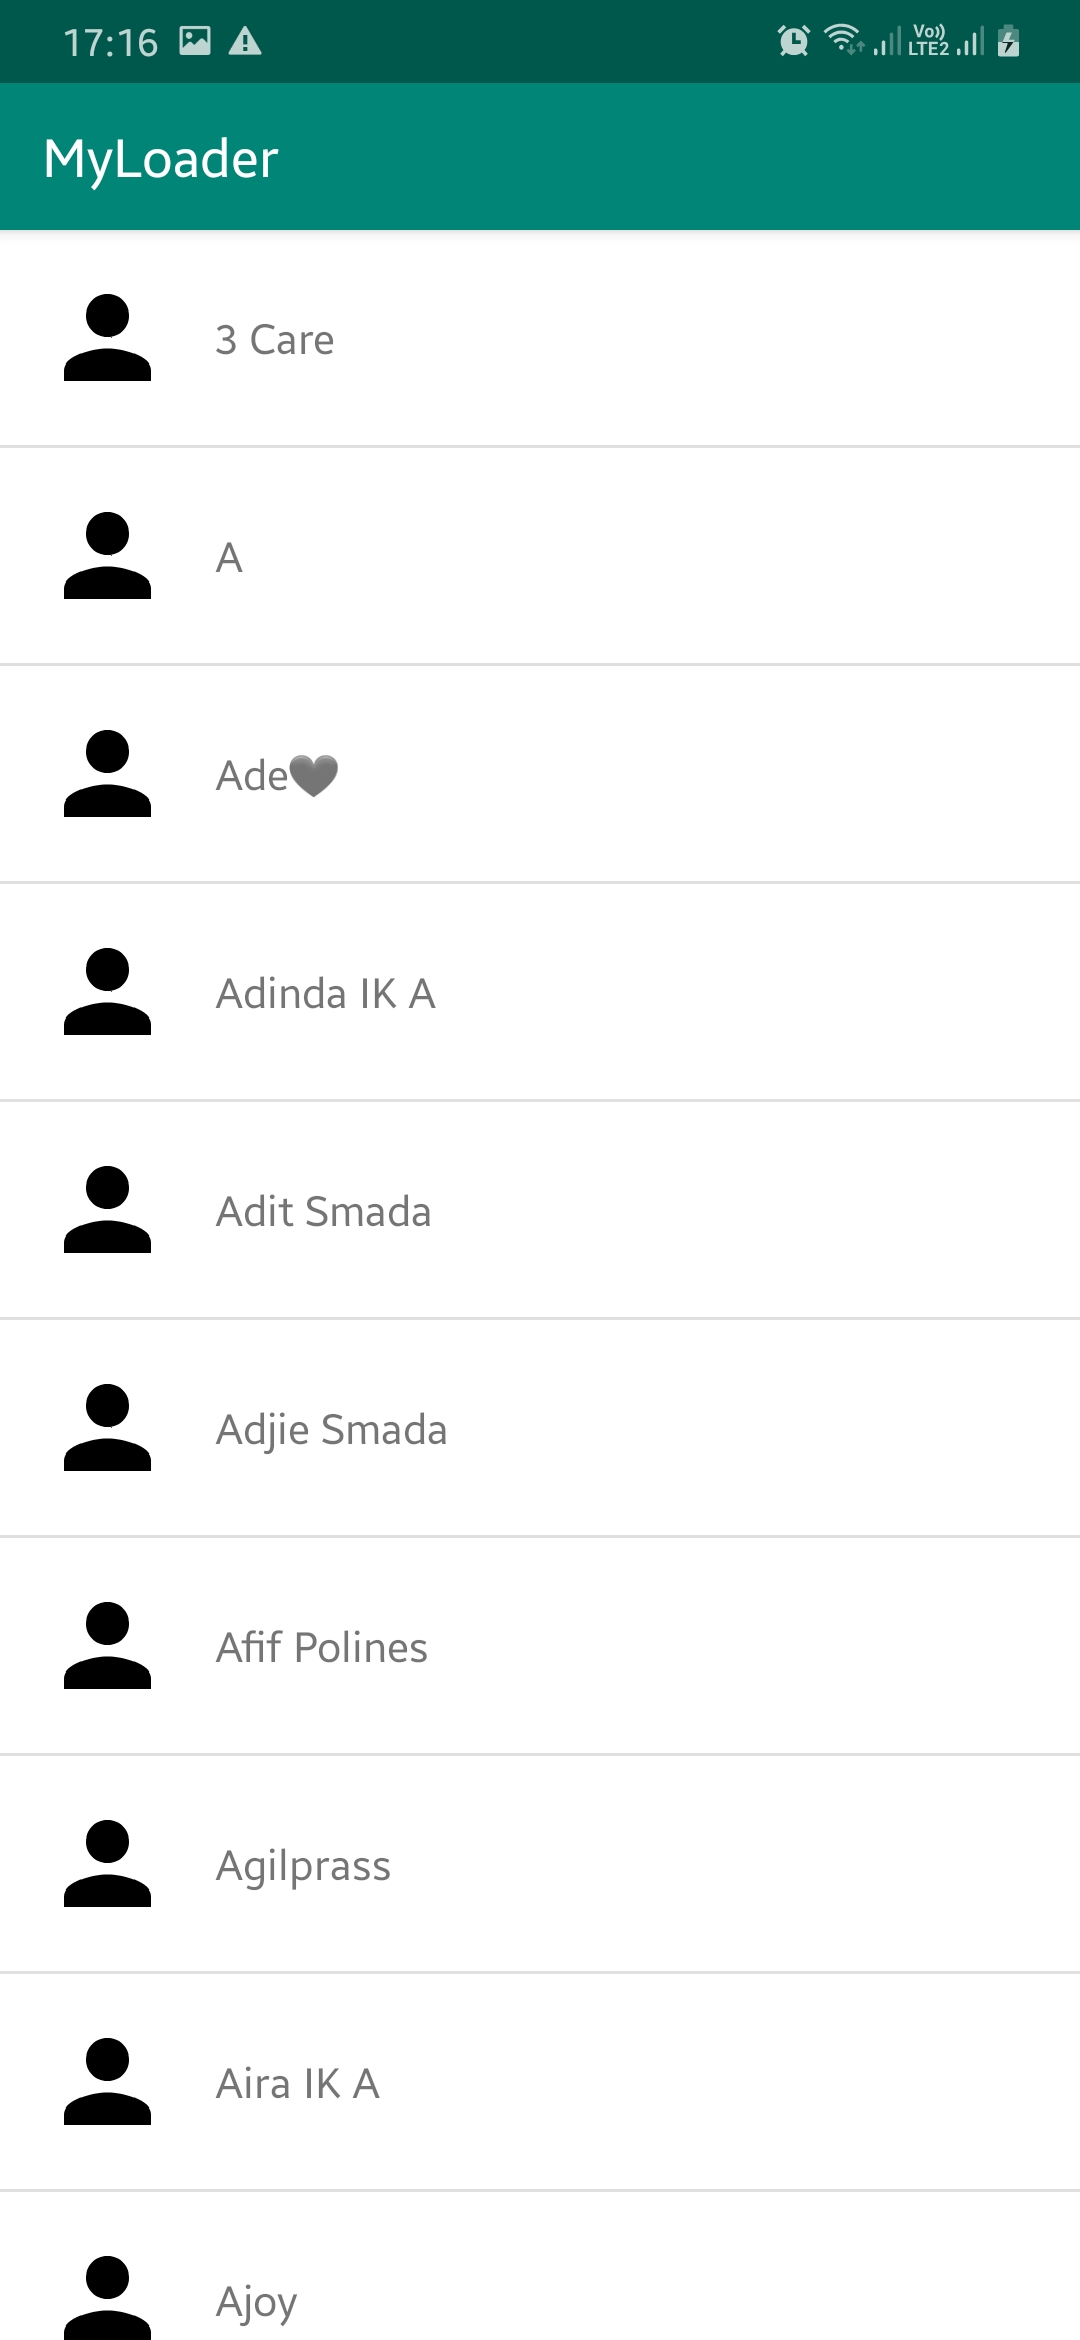 17:16 Vo)) LTE2
MyLoader
3 Care
A
Ade🖤
Adinda IK A
Adit Smada
Adjie Smada
Afif Polines
Agilprass
Aira IK A
Ajoy